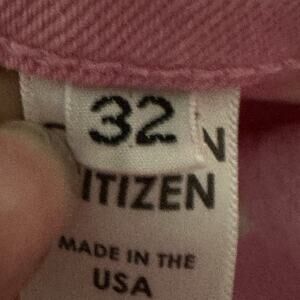 32
ITIZEN
MADE IN THE
USA